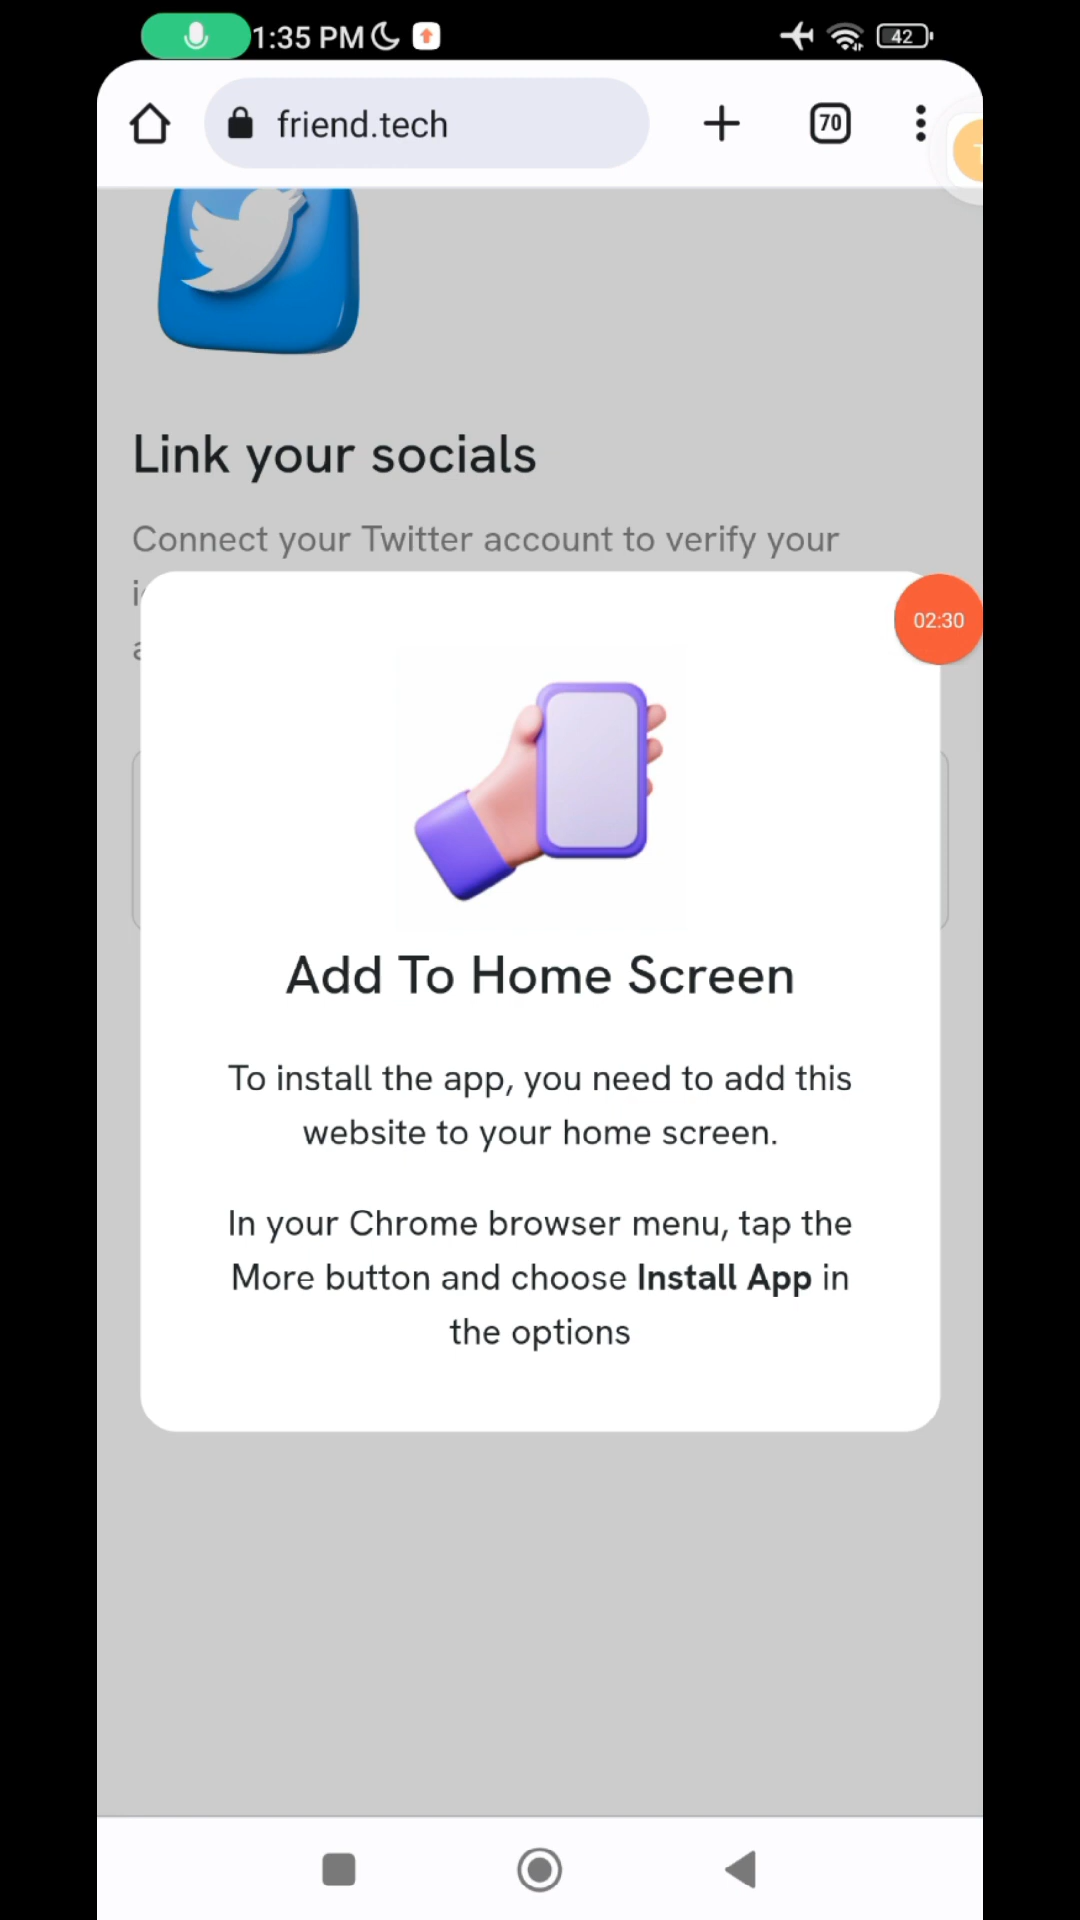 1:35 PM
42
friend.tech
70
Link your socials
Connect your Twitter account to verify your
02:30
Add To Home Screen
To install the app, you need to add this
website to your home screen.
In your Chrome browser menu, tap the
More button and choose Install App in
the options